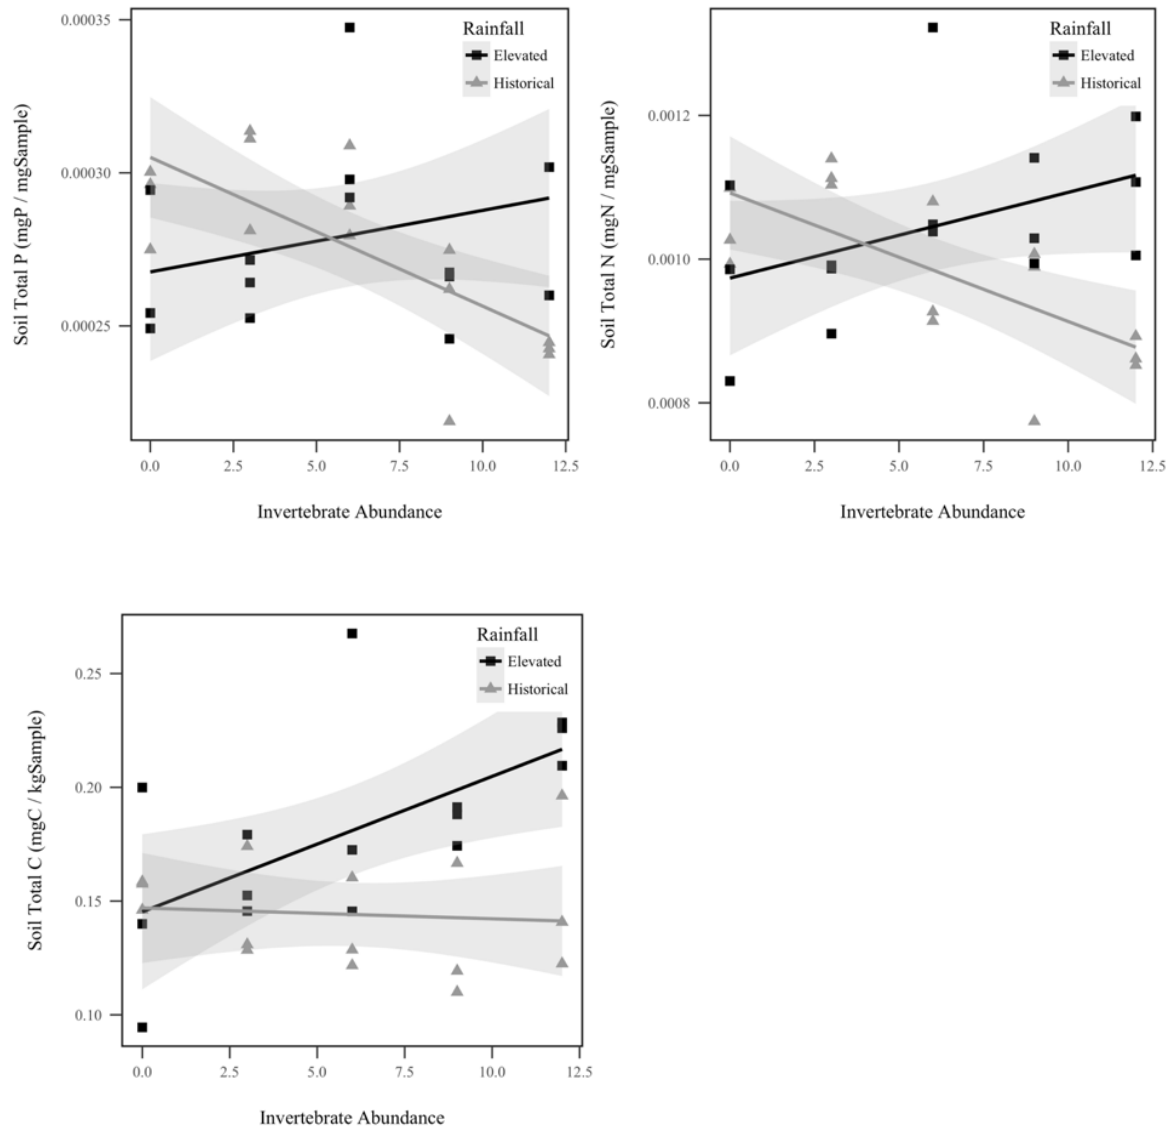 Soil Total P (mgP / mgSample)
0.00035
0.00030
0.00025
Rainfall
Elevated
Historical
0.0
2.5
5.0
7.5
10.0
12.5
Invertebrate Abundance
Soil Total N (mgN / mgSample)
0.0012
0.0010
0.0008
Rainfall
Elevated
Historical
0.0
2.5
5.0
7.5
10.0
12.5
Invertebrate Abundance
Soil Total C (mgC / kgSample)
0.25
0.20
0.15
0.10
Rainfall
Elevated
Historical
0.0
2.5
5.0
7.5
10.0
12.5
Invertebrate Abundance